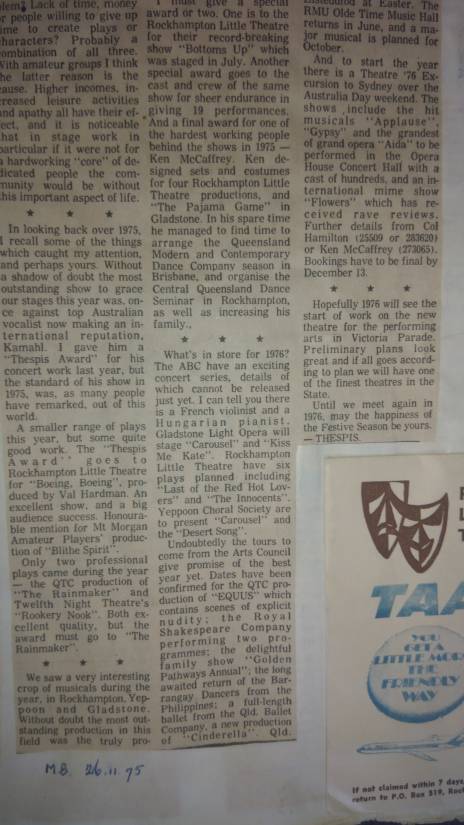 Lack of time, money
or people willing to give up
time to create plays or
characters? Probably a
combination of all three.
With amateur groups I think
the latter reason is the
cause. Higher incomes, in-
creased leisure activities
and apathy all have their ef-
fect, and it is noticeable
that in stage work in
particular if it were not for
a hardworking "core" of de-
dicated people the com-
munity would be without
this important aspect of life.
* * *
In looking back over 1975,
I recall some of the things
which caught my attention,
and perhaps yours. Without
a shadow of doubt the most
outstanding show to grace
our stages this year was, on-
ce against top Australian
vocalist now making an in-
ternational reputation,
Kamahl. I gave him a
"Thespis Award" for his
concert work last year, but
the standard of his show in
1975, was, as many people
have remarked, out of this
world.
A smaller range of plays
this year, but some quite
good work. The "Thespis
Award" goes to
Rockhampton Little Theatre
for "Boeing, Boeing", pro-
duced by Val Hardman. An
excellent show, and a big
audience success. Honoura-
ble mention for Mt Morgan
Amateur Players' produc-
tion of "Blithe Spirit".
Only two professional
plays came during the year
— the QTC production of
"The Rainmaker" and
Twelfth Night Theatre's
"Rookery Nook". Both ex-
cellent quality, but the
award must go to "The
Rainmaker".
* * *
We saw a very interesting
crop of musicals during the
year, in Rockhampton, Yep-
poon and Gladstone.
Without doubt the most out-
standing production in this
field was the truly pro-
I must give a special
award or two. One is to the
Rockhampton Little Theatre
for their record-breaking
show "Bottoms Up" which
was staged in July. Another
special award goes to the
cast and crew of the same
show for sheer endurance in
giving 19 performances.
And a final award for one of
the hardest working people
behind the shows in 1975 —
Ken McCaffrey. Ken de-
signed sets and costumes
for four Rockhampton Little
Theatre productions, and
"The Pajama Game" in
Gladstone. In his spare time
he managed to find time to
arrange the Queensland
Modern and Contemporary
Dance Company season in
Brisbane, and organise the
Central Queensland Dance
Seminar in Rockhampton,
as well as increasing his
family.,
* * *
What's in store for 1976?
The ABC have an exciting
concert series, details of
which cannot be released
just yet. I can tell you there
is a French violinist and a
Hungarian pianist.
Gladstone Light Opera will
stage "Carousel" and "Kiss
Me Kate". Rockhampton
Little Theatre have six
plays planned including
"Last of the Red Hot Lov-
ers" and "The Innocents".
Yeppoon Choral Society are
to present "Carousel" and
the "Desert Song".
Undoubtedly the tours to
come from the Arts Council
give promise of the best
year yet. Dates have been
confirmed for the QTC pro-
duction of "EQUUS" which
contains scenes of explicit
nudity; the Royal
Shakespeare Company
performing two pro-
grammes; the delightful
family show "Golden
Pathways Annual"; the long
awaited return of the Bar-
rangay Dancers from the
Philippines; a full-length
ballet from the Qld. Ballet
Company, a new production
of "Cinderella". Qld.
Eisteddfod at Easter. The
RMU Olde Time Music Hall
returns in June, and a ma-
jor musical is planned for
October.
And to start the year
there is a Theatre '76 Ex-
cursion to Sydney over the
Australia Day weekend. The
shows include the hit
musicals "Applause",
"Gypsy" and the grandest
of grand opera "Aida" to be
performed in the Opera
House Concert Hall with a
cast of hundreds, and an in-
ternational mime show
"Flowers" which has re-
ceived rave reviews.
Further details from Col
Hamilton (25509 or 283620)
or Ken McCaffrey (273065).
Bookings have to be final by
December 13.
* * *
Hopefully 1976 will see the
start of work on the new
theatre for the performing
arts in Victoria Parade.
Preliminary plans look
great and if all goes accord-
ing to plan we will have one
of the finest theatres in the
State.
Until we meet again in
1976, may the happiness of
the Festive Season be yours.
— THESPIS.
M.B. 26.11.75
R
L
T
TAA
YOU
GET A
LITTLE MORE
THE
FRIENDLY
WAY
If not claimed within 7 days,
return to P.O. Box 319, Roc